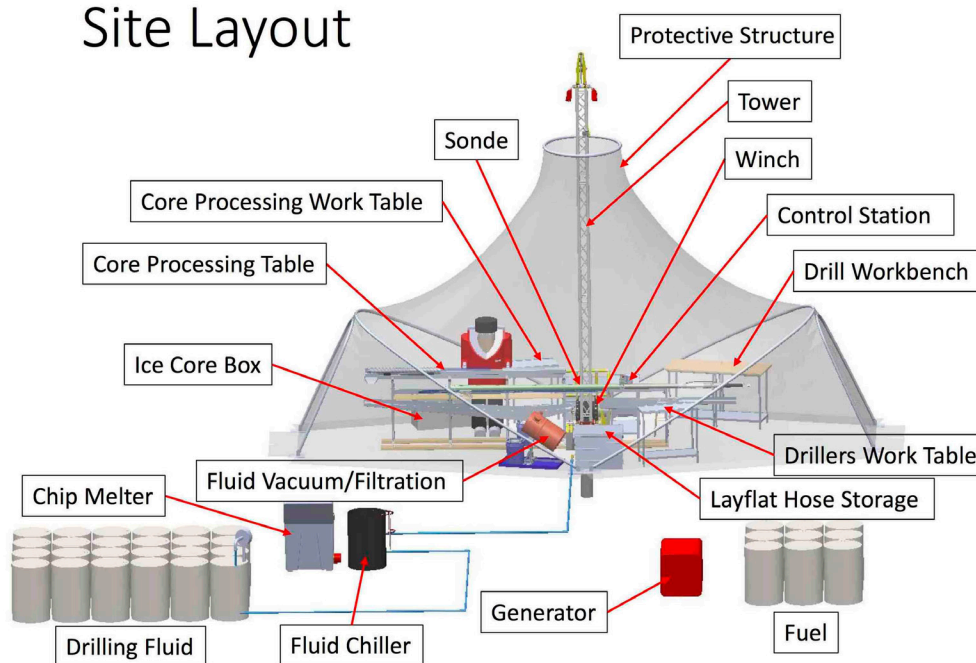 Site Layout
Protective Structure
Tower
Sonde
Winch
Core Processing Work Table
Control Station
Core Processing Table
Drill Workbench
Ice Core Box
Drillers Work Table
Fluid Vacuum/Filtration
Chip Melter
Layflat Hose Storage
Generator
Fuel
Drilling Fluid
Fluid Chiller